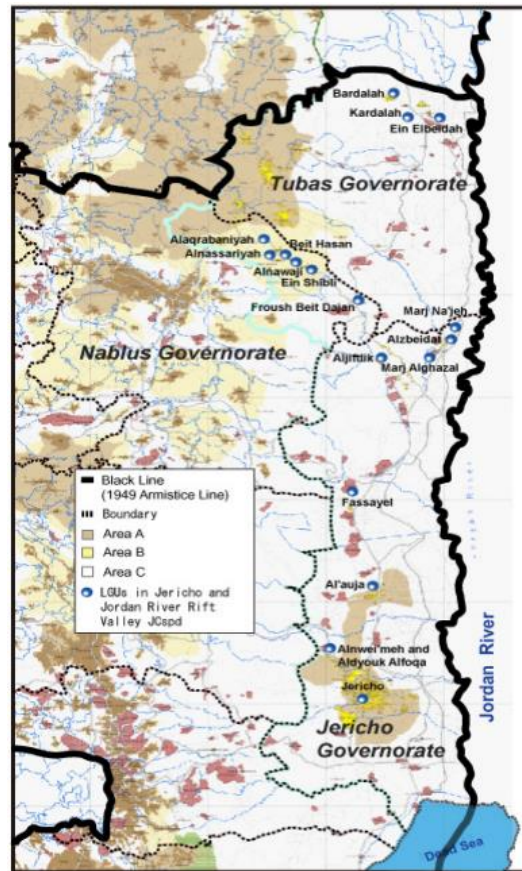 Bardalah
Kardalah
Ein Elbeidah
Tubas Governorate
Alaqrabaniyah
Beit Hasan
Alnassariyah
Alnawaji
Ein Shibli
Froush Beit Dajan
Marj Na'jeh
Alzbeidat
Nablus Governorate
Aljiftlik
Marj Alghazal
Black Line
(1949 Armistice Line)
Boundary
Area A
Area B
Area C
LGUs in Jericho and
Jordan River Rift
Valley JCspd
Fassayel
Jordan River
Al'auja
Alnwei'meh and
Aldyouk Alfoqa
Jericho
Jericho
Governorate
Jordan River
Dead Sea